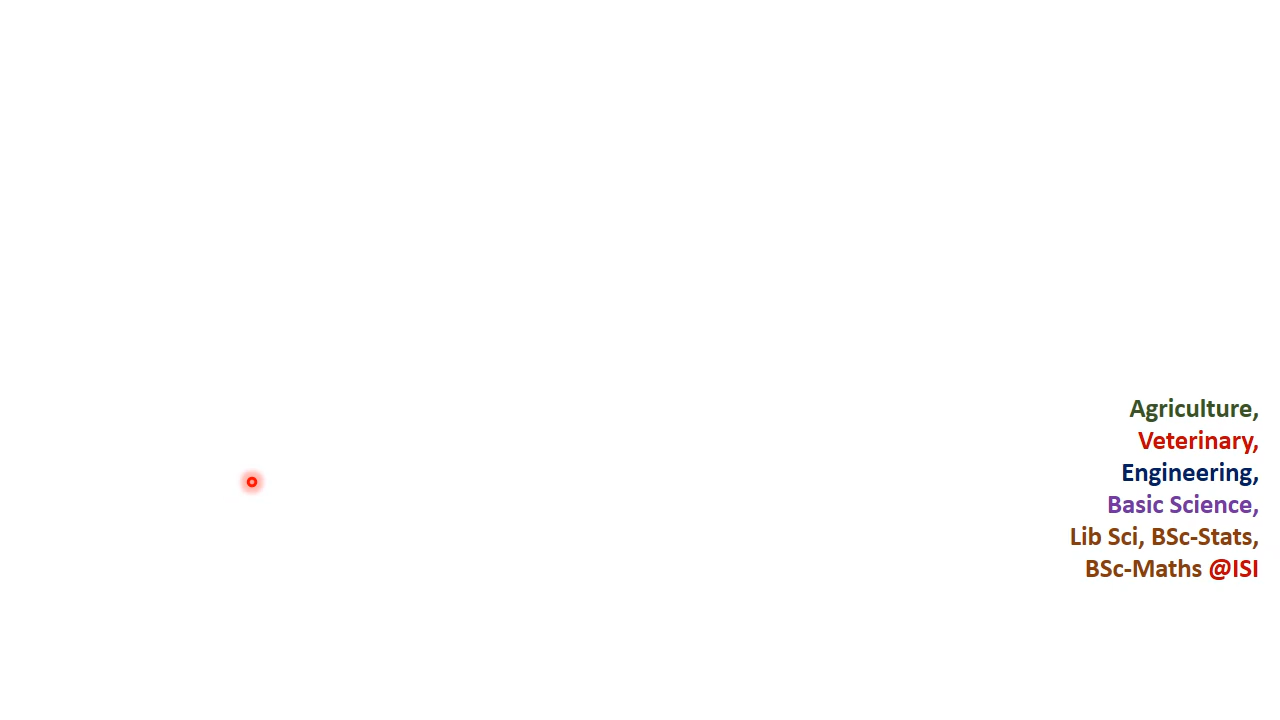 Agriculture,
Veterinary,
Engineering,
Basic Science,
Lib Sci, BSc-Stats,
BSc-Maths @ISI